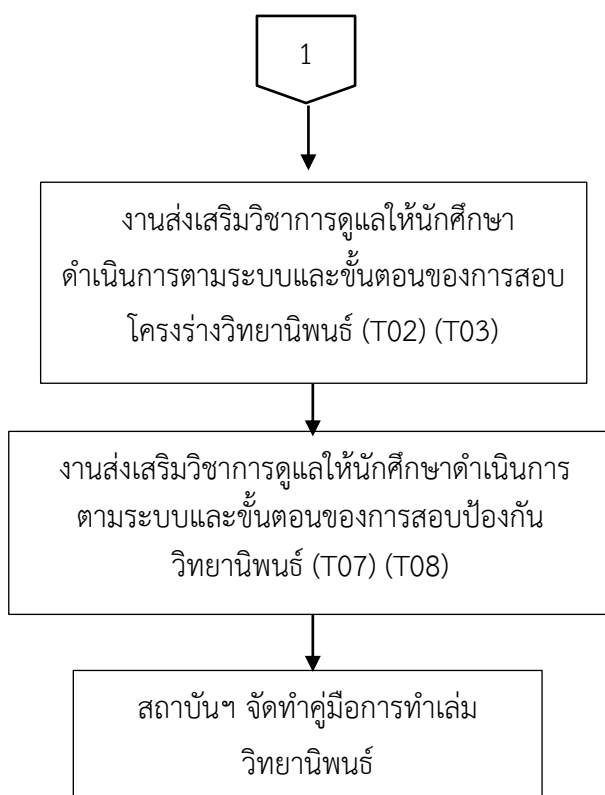 1
งานส่งเสริมวิชาการดูแลให้นักศึกษา
ดำเนินการตามระบบและขั้นตอนของการสอบ
โครงร่างวิทยานิพนธ์ (T02) (T03)
งานส่งเสริมวิชาการดูแลให้นักศึกษาดำเนินการ
ตามระบบและขั้นตอนของการสอบป้องกัน
วิทยานิพนธ์ (T07) (T08)
สถาบันฯ จัดทำคู่มือการทำเล่ม
วิทยานิพนธ์